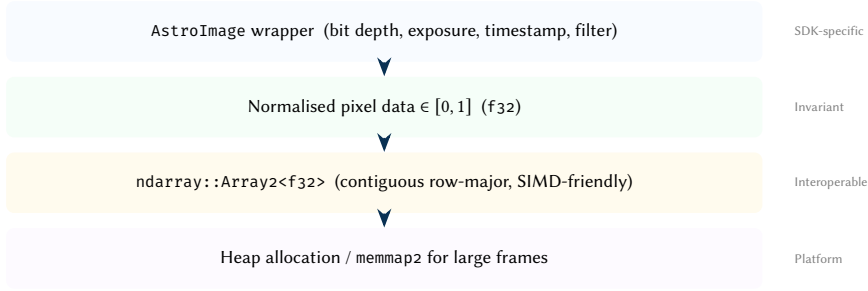 AstroImage wrapper (bit depth, exposure, timestamp, filter) SDK-specific
Normalised pixel data ∈ [0, 1] (f32) Invariant
ndarray::Array2<f32> (contiguous row-major, SIMD-friendly) Interoperable
Heap allocation / memmap2 for large frames Platform